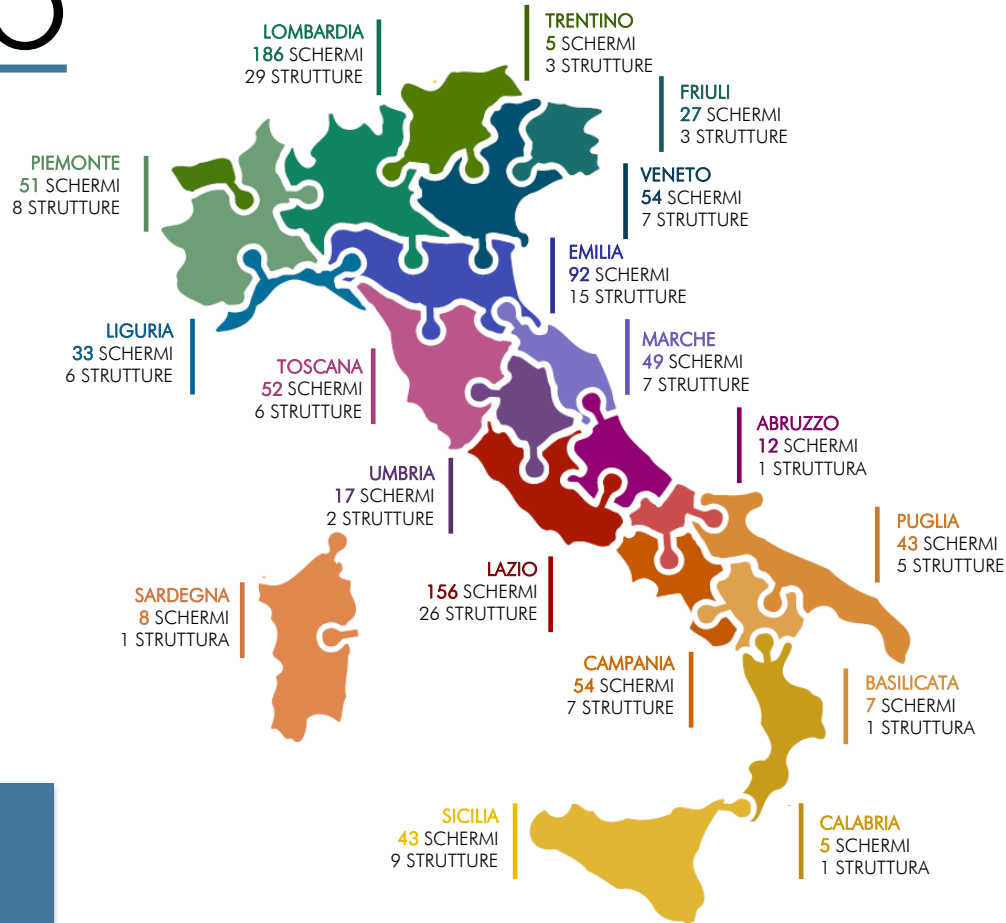 LOMBARDIA
186 SCHERMI
29 STRUTTURE
TRENTINO
5 SCHERMI
3 STRUTTURE
FRIULI
27 SCHERMI
3 STRUTTURE
PIEMONTE
51 SCHERMI
8 STRUTTURE
VENETO
54 SCHERMI
7 STRUTTURE
EMILIA
92 SCHERMI
15 STRUTTURE
LIGURIA
33 SCHERMI
6 STRUTTURE
MARCHE
49 SCHERMI
7 STRUTTURE
TOSCANA
52 SCHERMI
6 STRUTTURE
ABRUZZO
12 SCHERMI
1 STRUTTURA
UMBRIA
17 SCHERMI
2 STRUTTURE
PUGLIA
43 SCHERMI
5 STRUTTURE
LAZIO
156 SCHERMI
26 STRUTTURE
SARDEGNA
8 SCHERMI
1 STRUTTURA
CAMPANIA
54 SCHERMI
7 STRUTTURE
BASILICATA
7 SCHERMI
1 STRUTTURA
SICILIA
43 SCHERMI
9 STRUTTURE
CALABRIA
5 SCHERMI
1 STRUTTURA